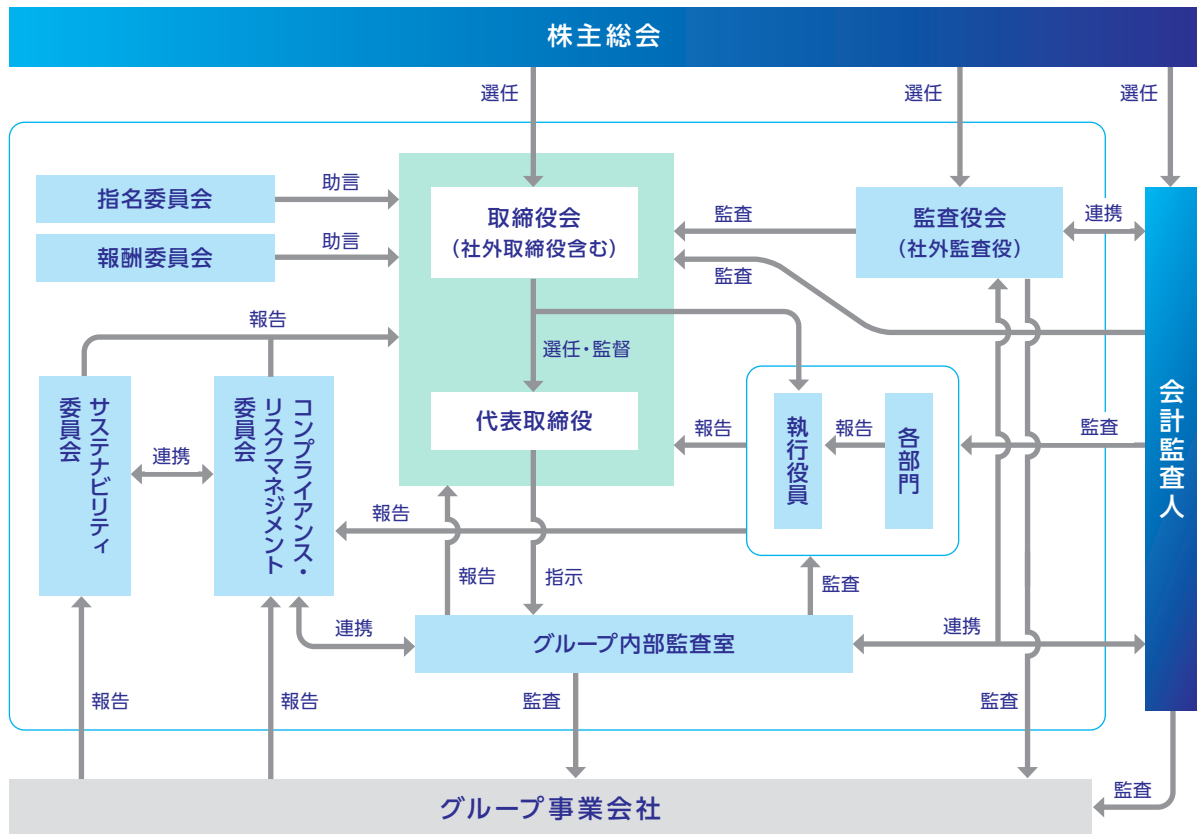 株主総会
選任
選任
選任
指名委員会
助言
取締役会
(社外取締役含む)
監査
監査役会
(社外監査役)
連携
報酬委員会
助言
監査
報告
選任・監督
サステナビリティ
委員会
連携
コンプライアンス・
リスクマネジメント
委員会
代表取締役
報告
執行役員
報告
各部門
監査
会計監査人
報告
報告
指示
監査
連携
グループ内部監査室
連携
報告
報告
監査
監査
監査
グループ事業会社